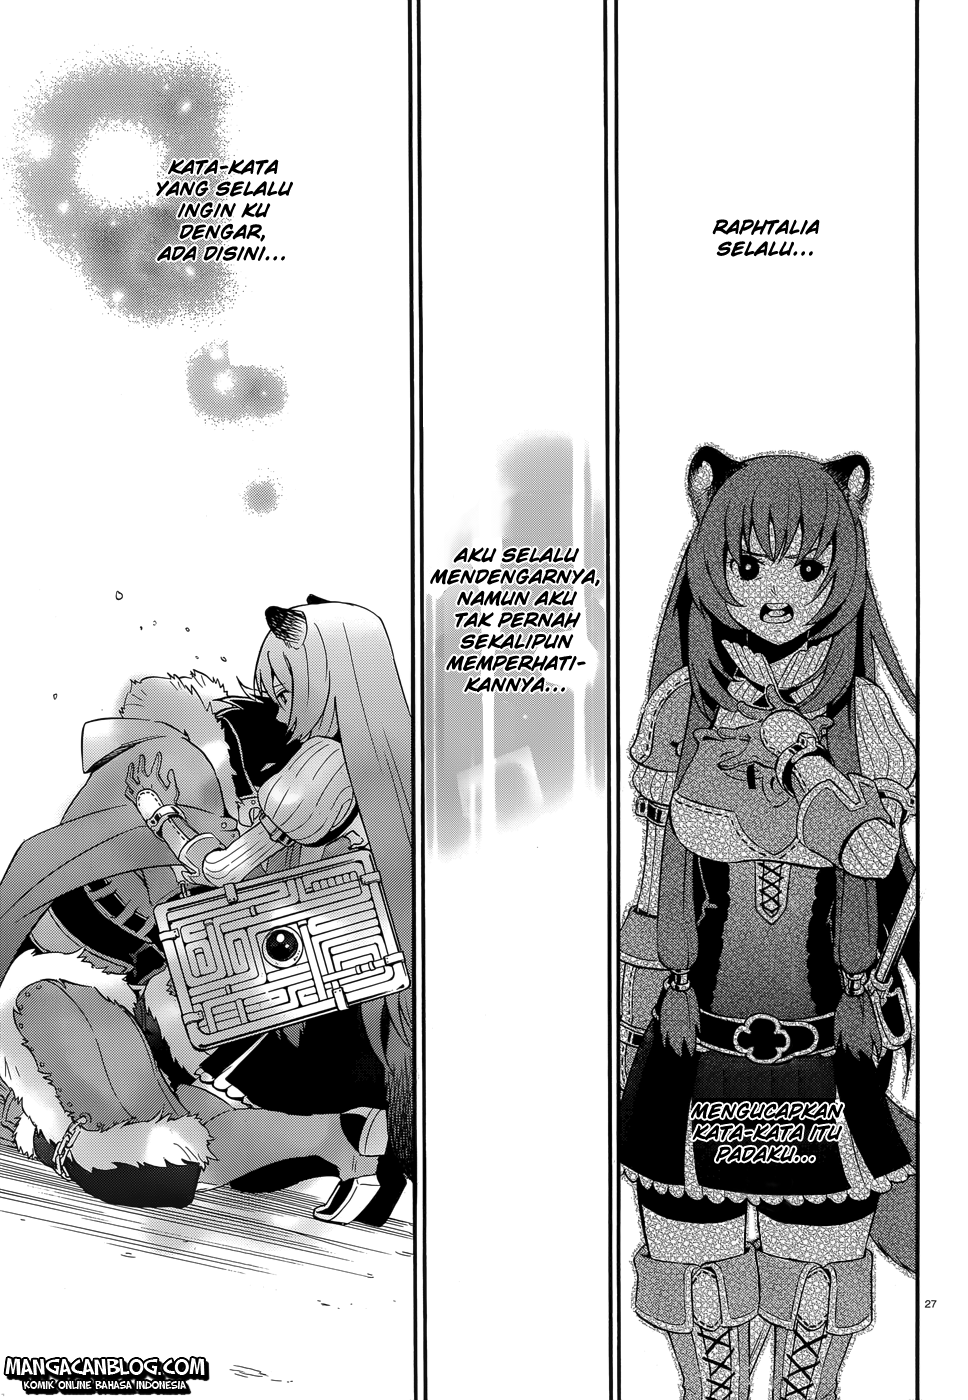 RAPHTALIA
SELALU...
MENGUCAPKAN
KATA-KATA ITU
PADAKU...
AKU SELALU
MENDENGARNYA,
NAMUN AKU
TAK PERNAH
SEKALIPUN
MEMPERHATI-
KANNYA...
KATA-KATA
YANG SELALU
INGIN KU
DENGAR,
ADA DISINI...
27
MANGACANBLOG.COM
KOMIK ONLINE BAHASA INDONESIA